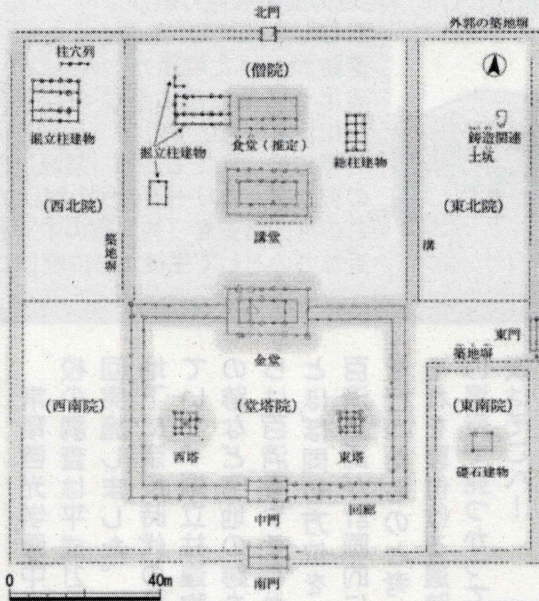 北門
外郭の築地塀
柱穴列
(僧院)
掘立柱建物
掘立柱建物
食堂(推定)
総柱建物
鋳造関連
土坑
(西北院)
(東北院)
講堂
築地塀
溝
金堂
東門
築地塀
(西南院)
(堂塔院)
(東南院)
西塔
東塔
礎石建物
中門
回廊
南門
0 40m